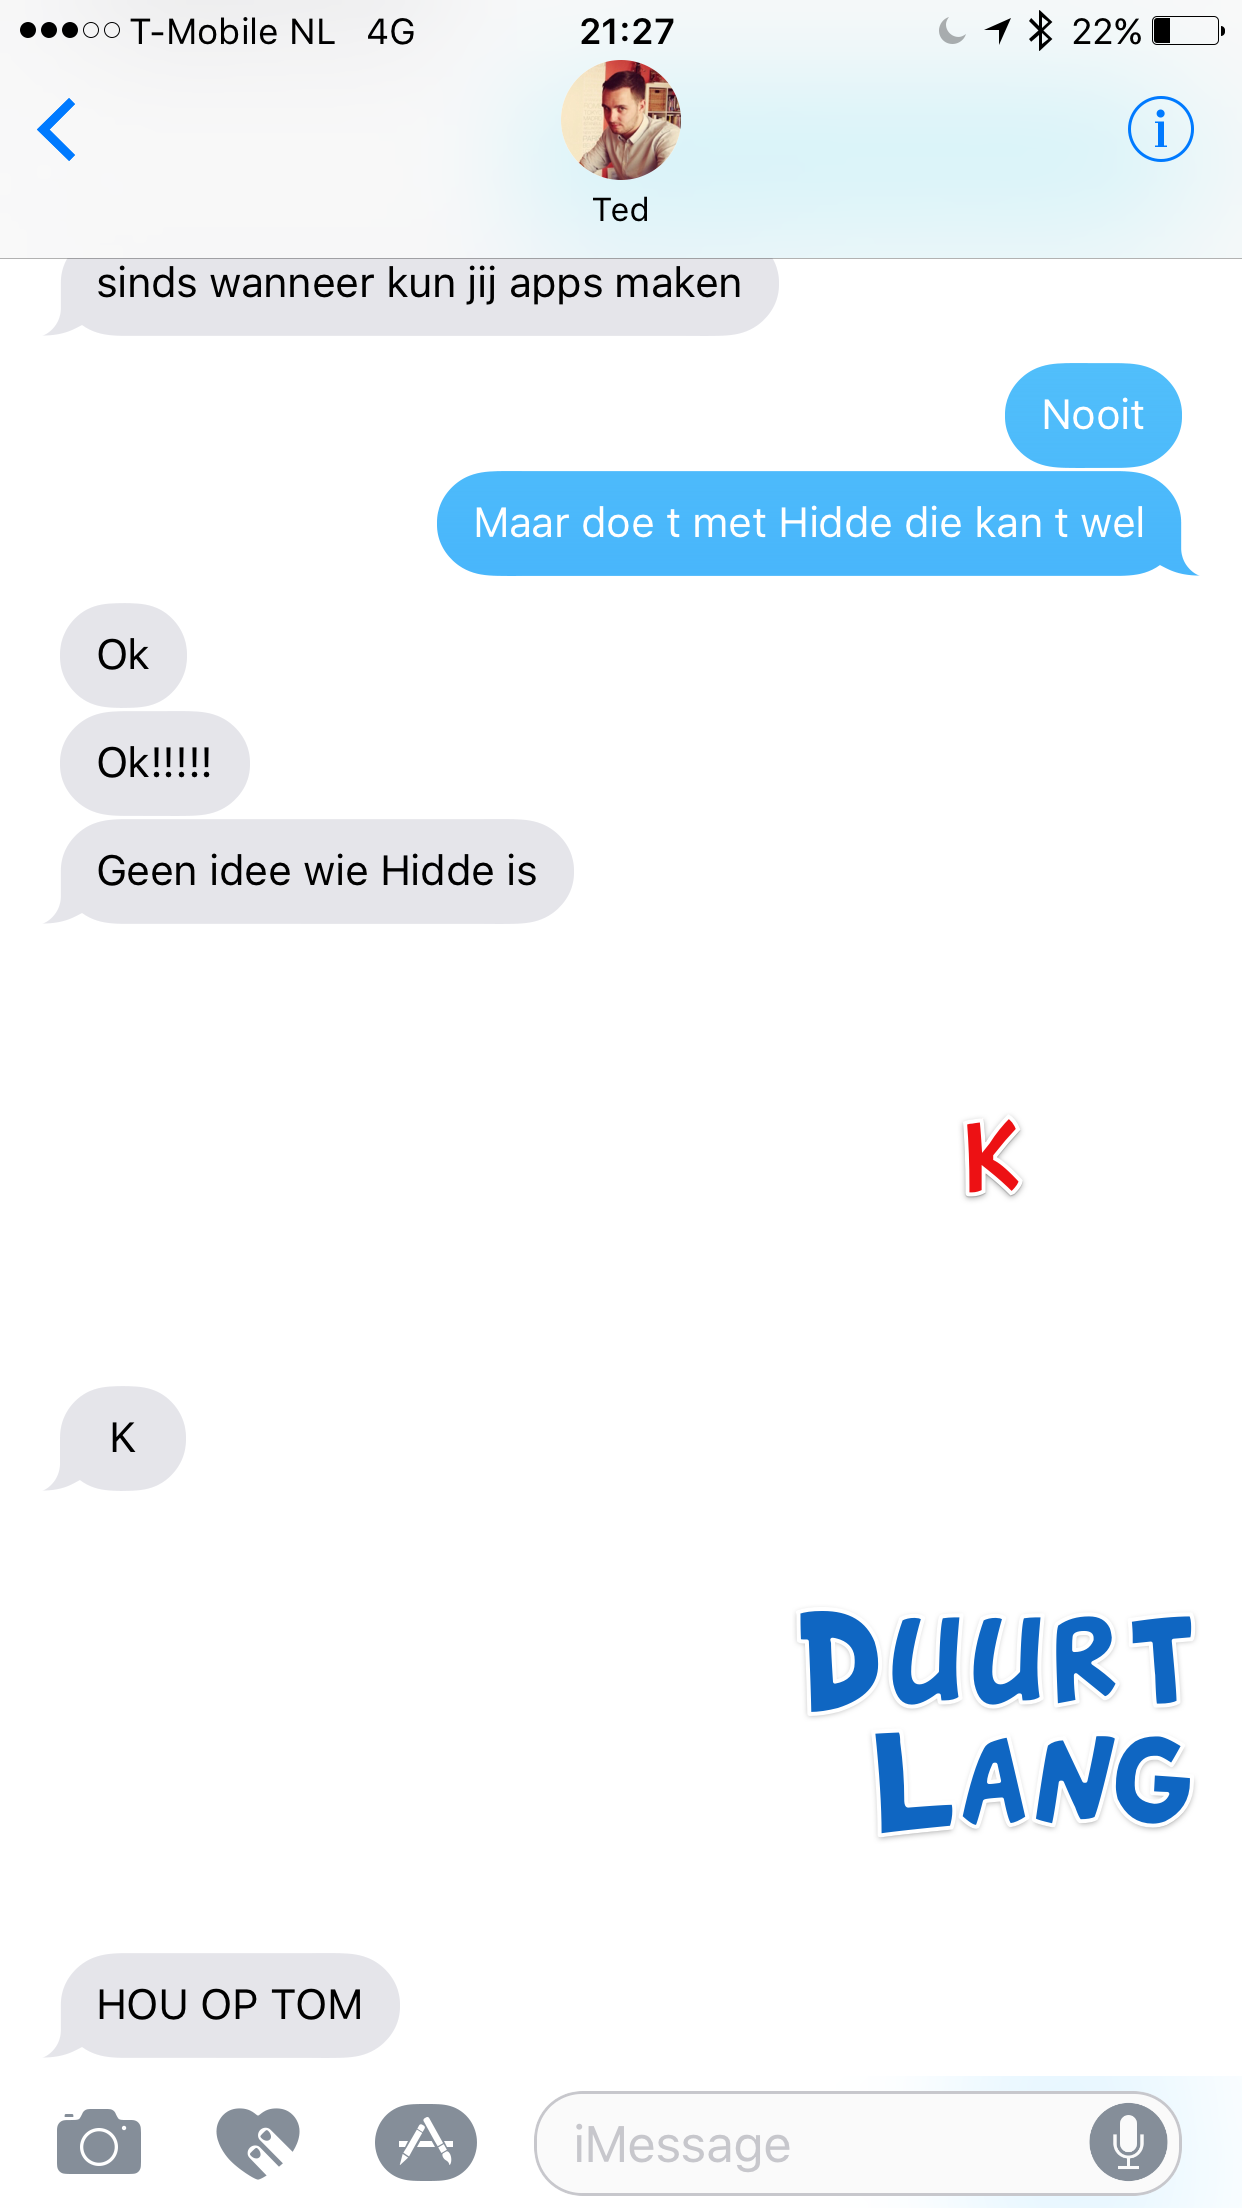 T-Mobile NL 4G 21:27 22%
Ted
sinds wanneer kun jij apps maken
Nooit
Maar doe t met Hidde die kan t wel
Ok
Ok!!!!!
Geen idee wie Hidde is
K
K
DUURT
LANG
HOU OP TOM
iMessage